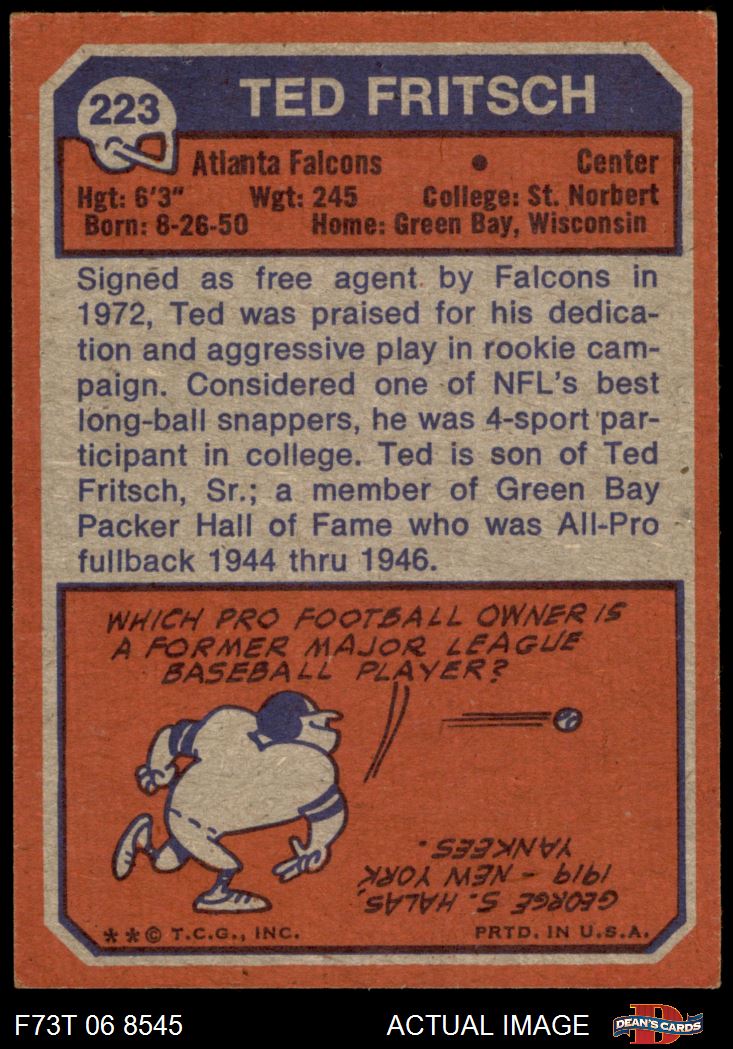 223
TED FRITSCH
Atlanta Falcons • Center
Hgt: 6'3" Wgt: 245 College: St. Norbert
Born: 8-26-50 Home: Green Bay, Wisconsin
Signed as free agent by Falcons in
1972, Ted was praised for his dedica-
tion and aggressive play in rookie cam-
paign. Considered one of NFL's best
long-ball snappers, he was 4-sport par-
ticipant in college. Ted is son of Ted
Fritsch, Sr.; a member of Green Bay
Packer Hall of Fame who was All-Pro
fullback 1944 thru 1946.
WHICH PRO FOOTBALL OWNER IS
A FORMER MAJOR LEAGUE
BASEBALL PLAYER?
GEORGE S. HALAS,
1919 - NEW YORK
YANKEES.
**© T.C.G., INC. PRTD. IN U.S.A.
F73T 06 8545 ACTUAL IMAGE
D
DEAN'S CARDS